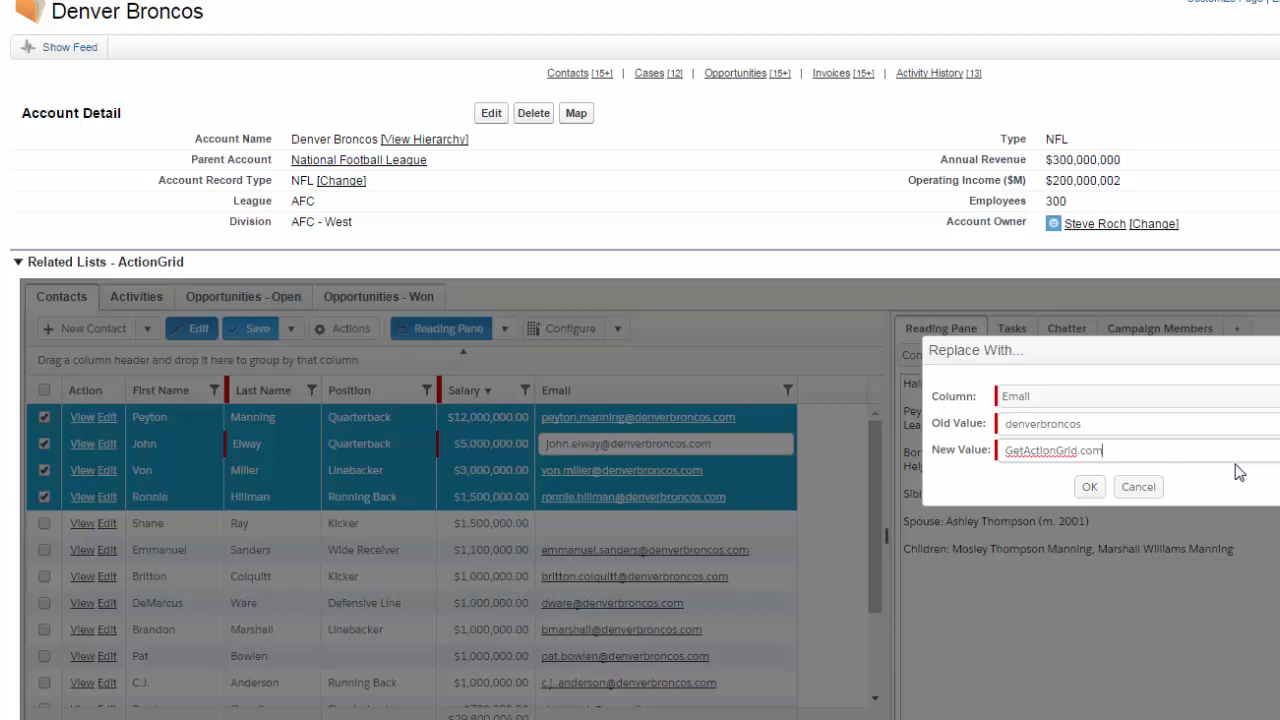 Denver Broncos
Show Feed
Contacts [15+] | Cases [12] | Opportunities [15+] | Invoices [15+] | Activity History [13]
Account Detail Edit Delete Map
Account Name Denver Broncos [View Hierarchy] Type NFL
Parent Account National Football League Annual Revenue $300,000,000
Account Record Type NFL [Change] Operating Income ($M) $200,000,002
League AFC Employees 300
Division AFC - West Account Owner Steve Roch [Change]
Related Lists - ActionGrid
Contacts Activities Opportunities - Open Opportunities - Won
+ New Contact Edit Save Actions Reading Pane Configure
Reading Pane Tasks Chatter Campaign Members +
Drag a column header and drop it here to group by that column
Action First Name Last Name Position Salary Email
View Edit Peyton Manning Quarterback $12,000,000.00 peyton.manning@denverbroncos.com
View Edit John Elway Quarterback $5,000,000.00 john.elway@denverbroncos.com
View Edit Von Miller Linebacker $3,000,000.00 von.miller@denverbroncos.com
View Edit Ronnie Hillman Running Back $1,500,000.00 ronnie.hillman@denverbroncos.com
View Edit Shane Ray Kicker $1,500,000.00
View Edit Emmanuel Sanders Wide Receiver $1,100,000.00 emmanuel.sanders@denverbroncos.com
View Edit Britton Colquitt Kicker $1,000,000.00 britton.colquitt@denverbroncos.com
View Edit DeMarcus Ware Defensive Line $1,000,000.00 dware@denverbroncos.com
View Edit Brandon Marshall Linebacker $1,000,000.00 bmarshall@denverbroncos.com
View Edit Pat Bowlen $1,000,000.00 pat.bowlen@denverbroncos.com
View Edit C.J. Anderson Running Back $1,000,000.00 c.j.anderson@denverbroncos.com
Replace With...
Column: Email
Old Value: denverbroncos
New Value: GetActionGrid.com
OK Cancel
Spouse: Ashley Thompson (m. 2001)
Children: Mosley Thompson Manning, Marshall Williams Manning